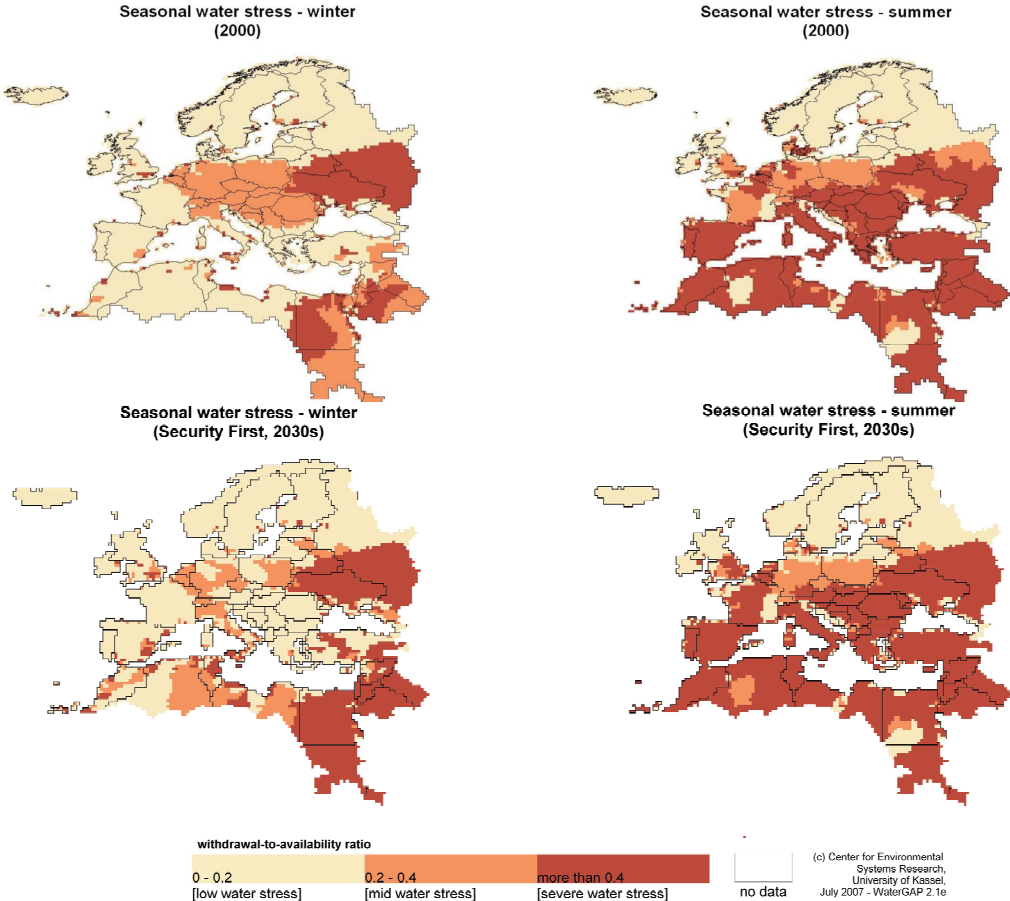 Seasonal water stress - winter
(2000)
Seasonal water stress - summer
(2000)
Seasonal water stress - winter
(Security First, 2030s)
Seasonal water stress - summer
(Security First, 2030s)
withdrawal-to-availability ratio
0 - 0.2
[low water stress]
0.2 - 0.4
[mid water stress]
more than 0.4
[severe water stress]
no data
(c) Center for Environmental
Systems Research,
University of Kassel,
July 2007 - WaterGAP 2.1e